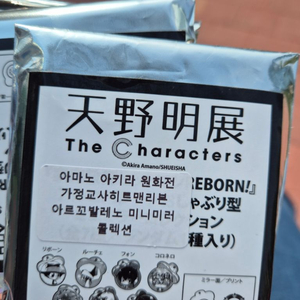 天野明展
The Characters
©Akira Amano/SHUEISHA
아마노 아키라 원화전
가정교사히트맨리본
아르꼬발레노 미니미러
콜렉션
REBORN!』
しゃぶり型
ション
種入り)
リボーン ルーチェ フォン コロネロ
ミラー面/プリント